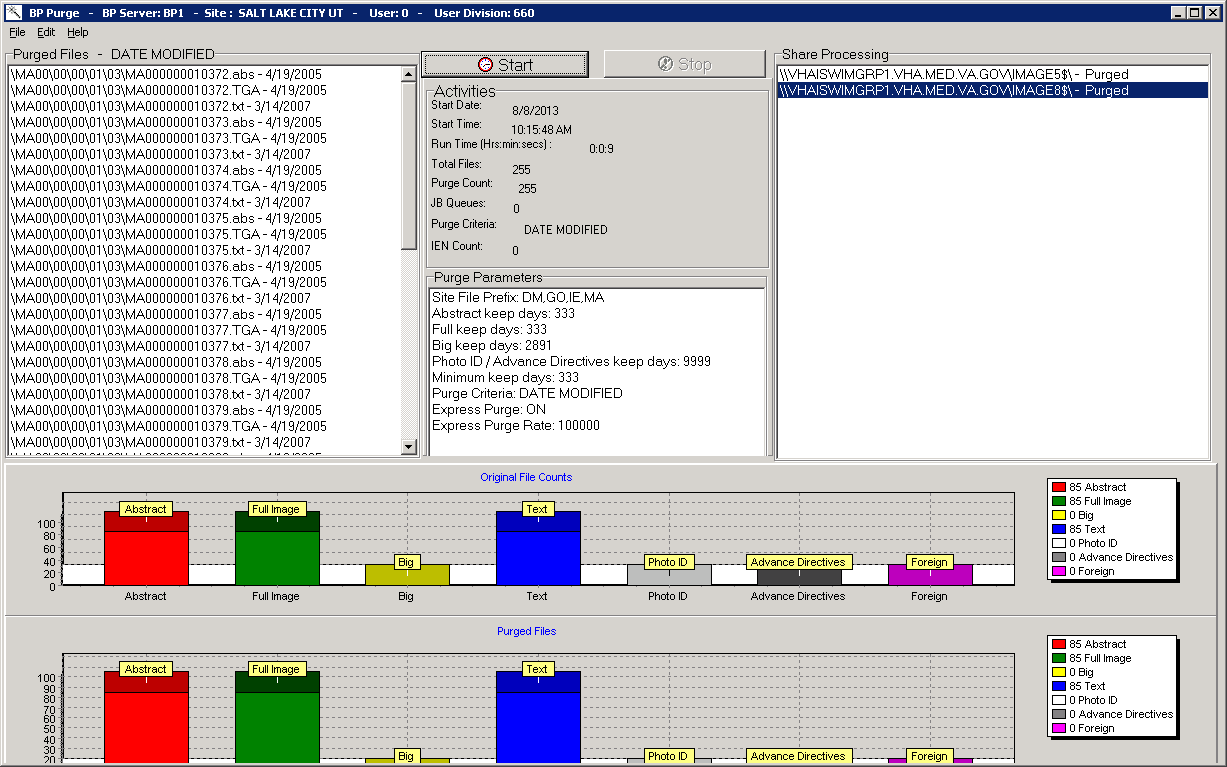 BP Purge - BP Server: BP1 - Site : SALT LAKE CITY UT - User: 0 - User Division: 660
File Edit Help
Purged Files - DATE MODIFIED
\MA00\00\00\01\03\MA000000010372.abs - 4/19/2005
\MA00\00\00\01\03\MA000000010372.TGA - 4/19/2005
\MA00\00\00\01\03\MA000000010372.txt - 3/14/2007
\MA00\00\00\01\03\MA000000010373.abs - 4/19/2005
\MA00\00\00\01\03\MA000000010373.TGA - 4/19/2005
\MA00\00\00\01\03\MA000000010373.txt - 3/14/2007
\MA00\00\00\01\03\MA000000010374.abs - 4/19/2005
\MA00\00\00\01\03\MA000000010374.TGA - 4/19/2005
\MA00\00\00\01\03\MA000000010374.txt - 3/14/2007
\MA00\00\00\01\03\MA000000010375.abs - 4/19/2005
\MA00\00\00\01\03\MA000000010375.TGA - 4/19/2005
\MA00\00\00\01\03\MA000000010375.txt - 3/14/2007
\MA00\00\00\01\03\MA000000010376.abs - 4/19/2005
\MA00\00\00\01\03\MA000000010376.TGA - 4/19/2005
\MA00\00\00\01\03\MA000000010376.txt - 3/14/2007
\MA00\00\00\01\03\MA000000010377.abs - 4/19/2005
\MA00\00\00\01\03\MA000000010377.TGA - 4/19/2005
\MA00\00\00\01\03\MA000000010377.txt - 3/14/2007
\MA00\00\00\01\03\MA000000010378.abs - 4/19/2005
\MA00\00\00\01\03\MA000000010378.TGA - 4/19/2005
\MA00\00\00\01\03\MA000000010378.txt - 3/14/2007
\MA00\00\00\01\03\MA000000010379.abs - 4/19/2005
\MA00\00\00\01\03\MA000000010379.TGA - 4/19/2005
\MA00\00\00\01\03\MA000000010379.txt - 3/14/2007
Start Stop
Activities
Start Date: 8/8/2013
Start Time: 10:15:48 AM
Run Time (Hrs:min:secs) : 0:0:9
Total Files: 255
Purge Count: 255
JB Queues: 0
Purge Criteria: DATE MODIFIED
IEN Count: 0
Purge Parameters
Site File Prefix: DM,GO,IE,MA
Abstract keep days: 333
Full keep days: 333
Big keep days: 2891
Photo ID / Advance Directives keep days: 9999
Minimum keep days: 333
Purge Criteria: DATE MODIFIED
Express Purge: ON
Express Purge Rate: 100000
Share Processing
\\VHAISWIMGRP1.VHA.MED.VA.GOV\IMAGE5$\ - Purged
\\VHAISWIMGRP1.VHA.MED.VA.GOV\IMAGE8$\ - Purged
Original File Counts
100
80
60
40
20
0
Abstract Full Image Big Text Photo ID Advance Directives Foreign
Abstract Full Image Big Text Photo ID Advance Directives Foreign
85 Abstract
85 Full Image
0 Big
85 Text
0 Photo ID
0 Advance Directives
0 Foreign
Purged Files
100
90
80
70
60
50
40
30
20
Abstract Full Image Big Text Photo ID Advance Directives Foreign
85 Abstract
85 Full Image
0 Big
85 Text
0 Photo ID
0 Advance Directives
0 Foreign